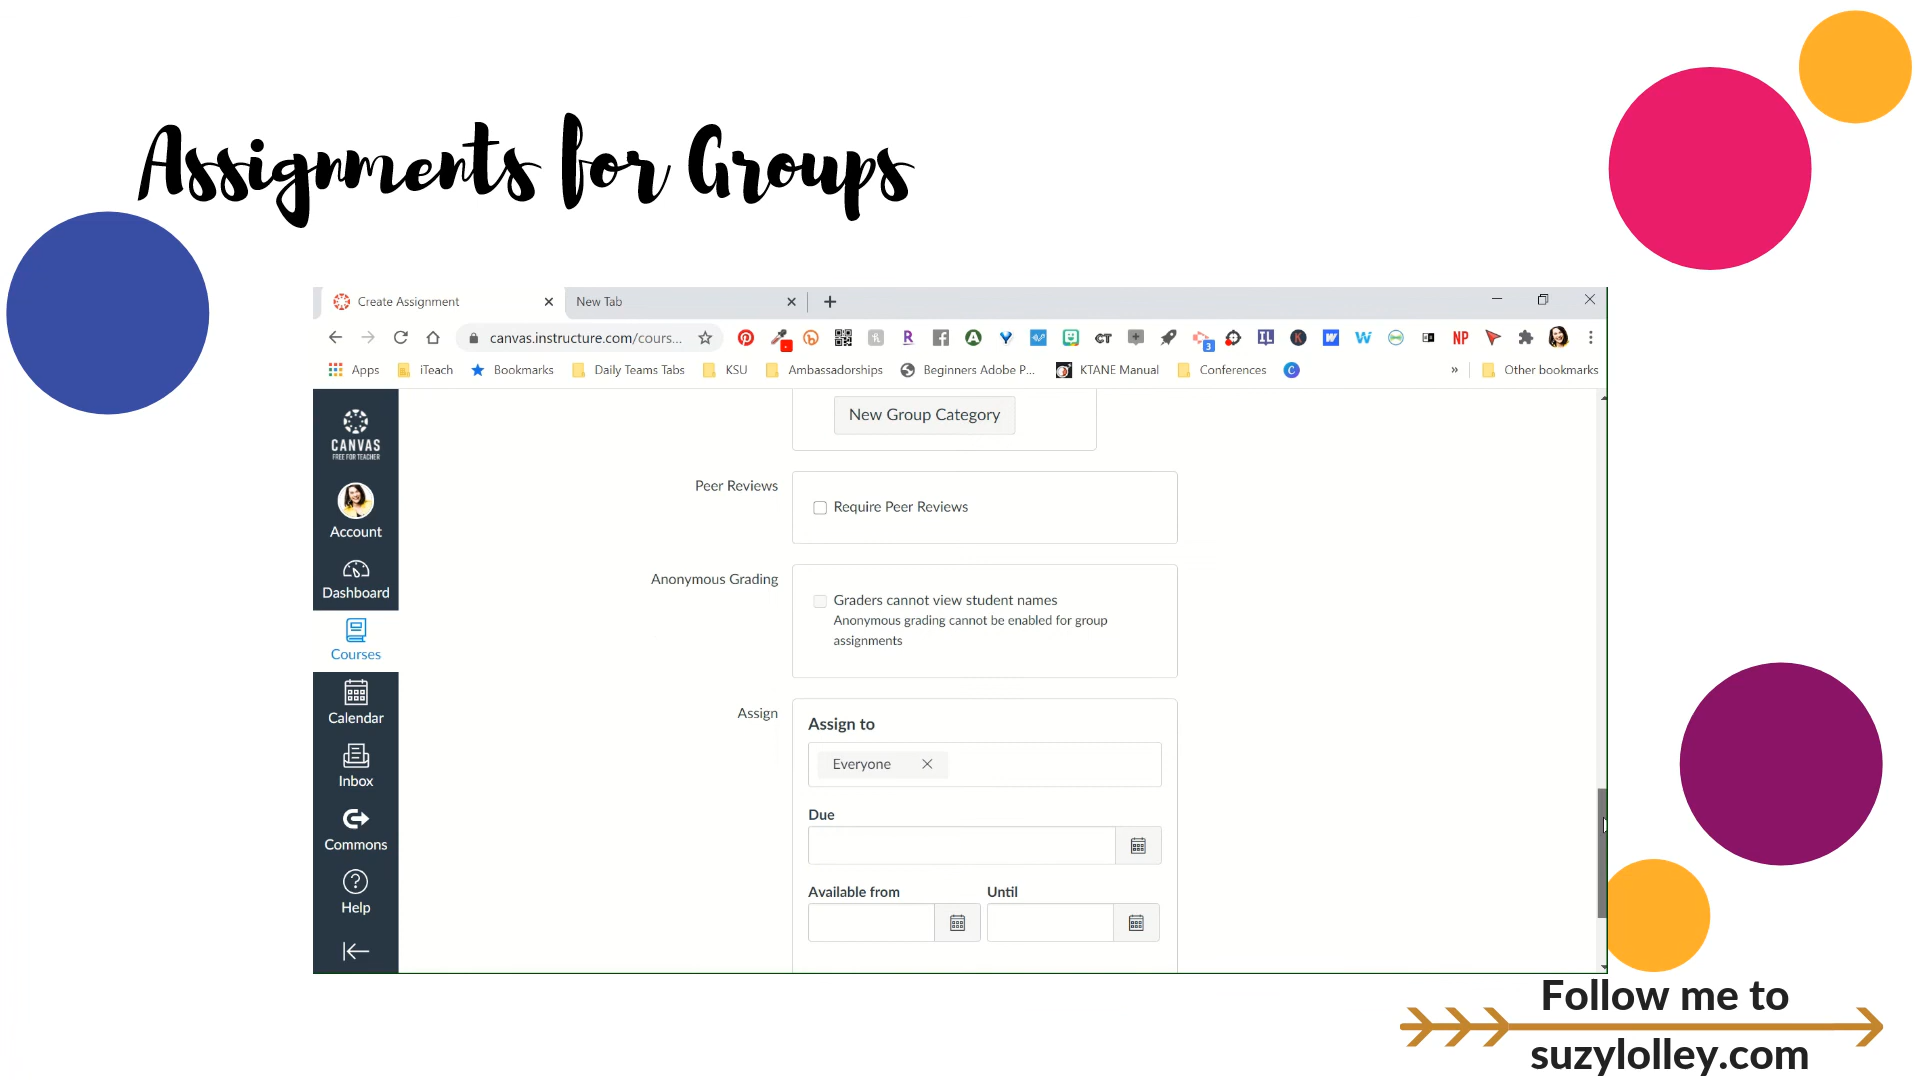 Assignments for Groups
Create Assignment
New Tab
canvas.instructure.com/cours...
Apps
iTeach
Bookmarks
Daily Teams Tabs
KSU
Ambassadorships
Beginners Adobe P...
KTANE Manual
Conferences
»
Other bookmarks
CANVAS
FREE FOR TEACHER
Account
Dashboard
Courses
Calendar
Inbox
Commons
Help
New Group Category
Peer Reviews
Require Peer Reviews
Anonymous Grading
Graders cannot view student names
Anonymous grading cannot be enabled for group
assignments
Assign
Assign to
Everyone
Due
Available from
Until
Follow me to
suzylolley.com